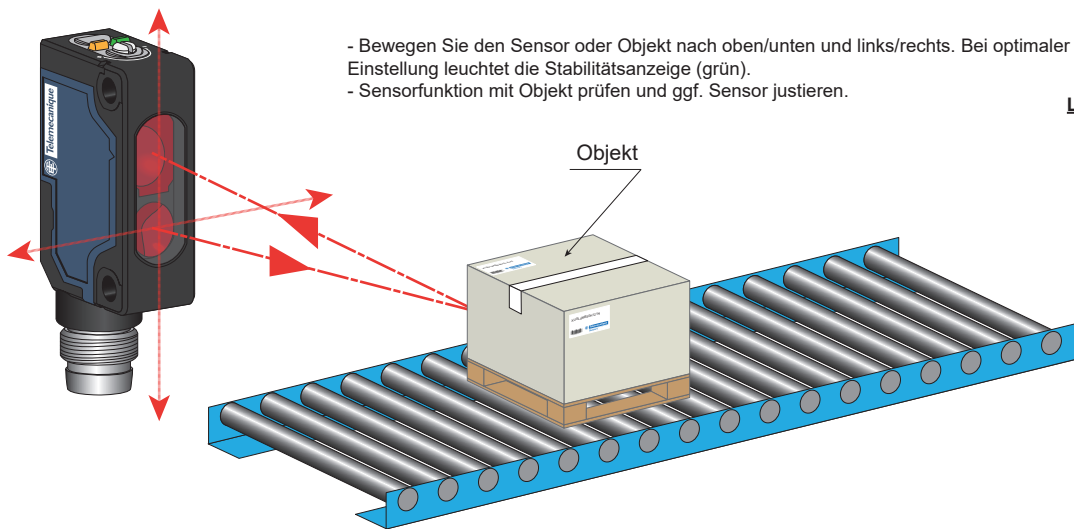 - Bewegen Sie den Sensor oder Objekt nach oben/unten und links/rechts. Bei optimaler
Einstellung leuchtet die Stabilitätsanzeige (grün).
- Sensorfunktion mit Objekt prüfen und ggf. Sensor justieren.
L
Objekt
Telemecanique